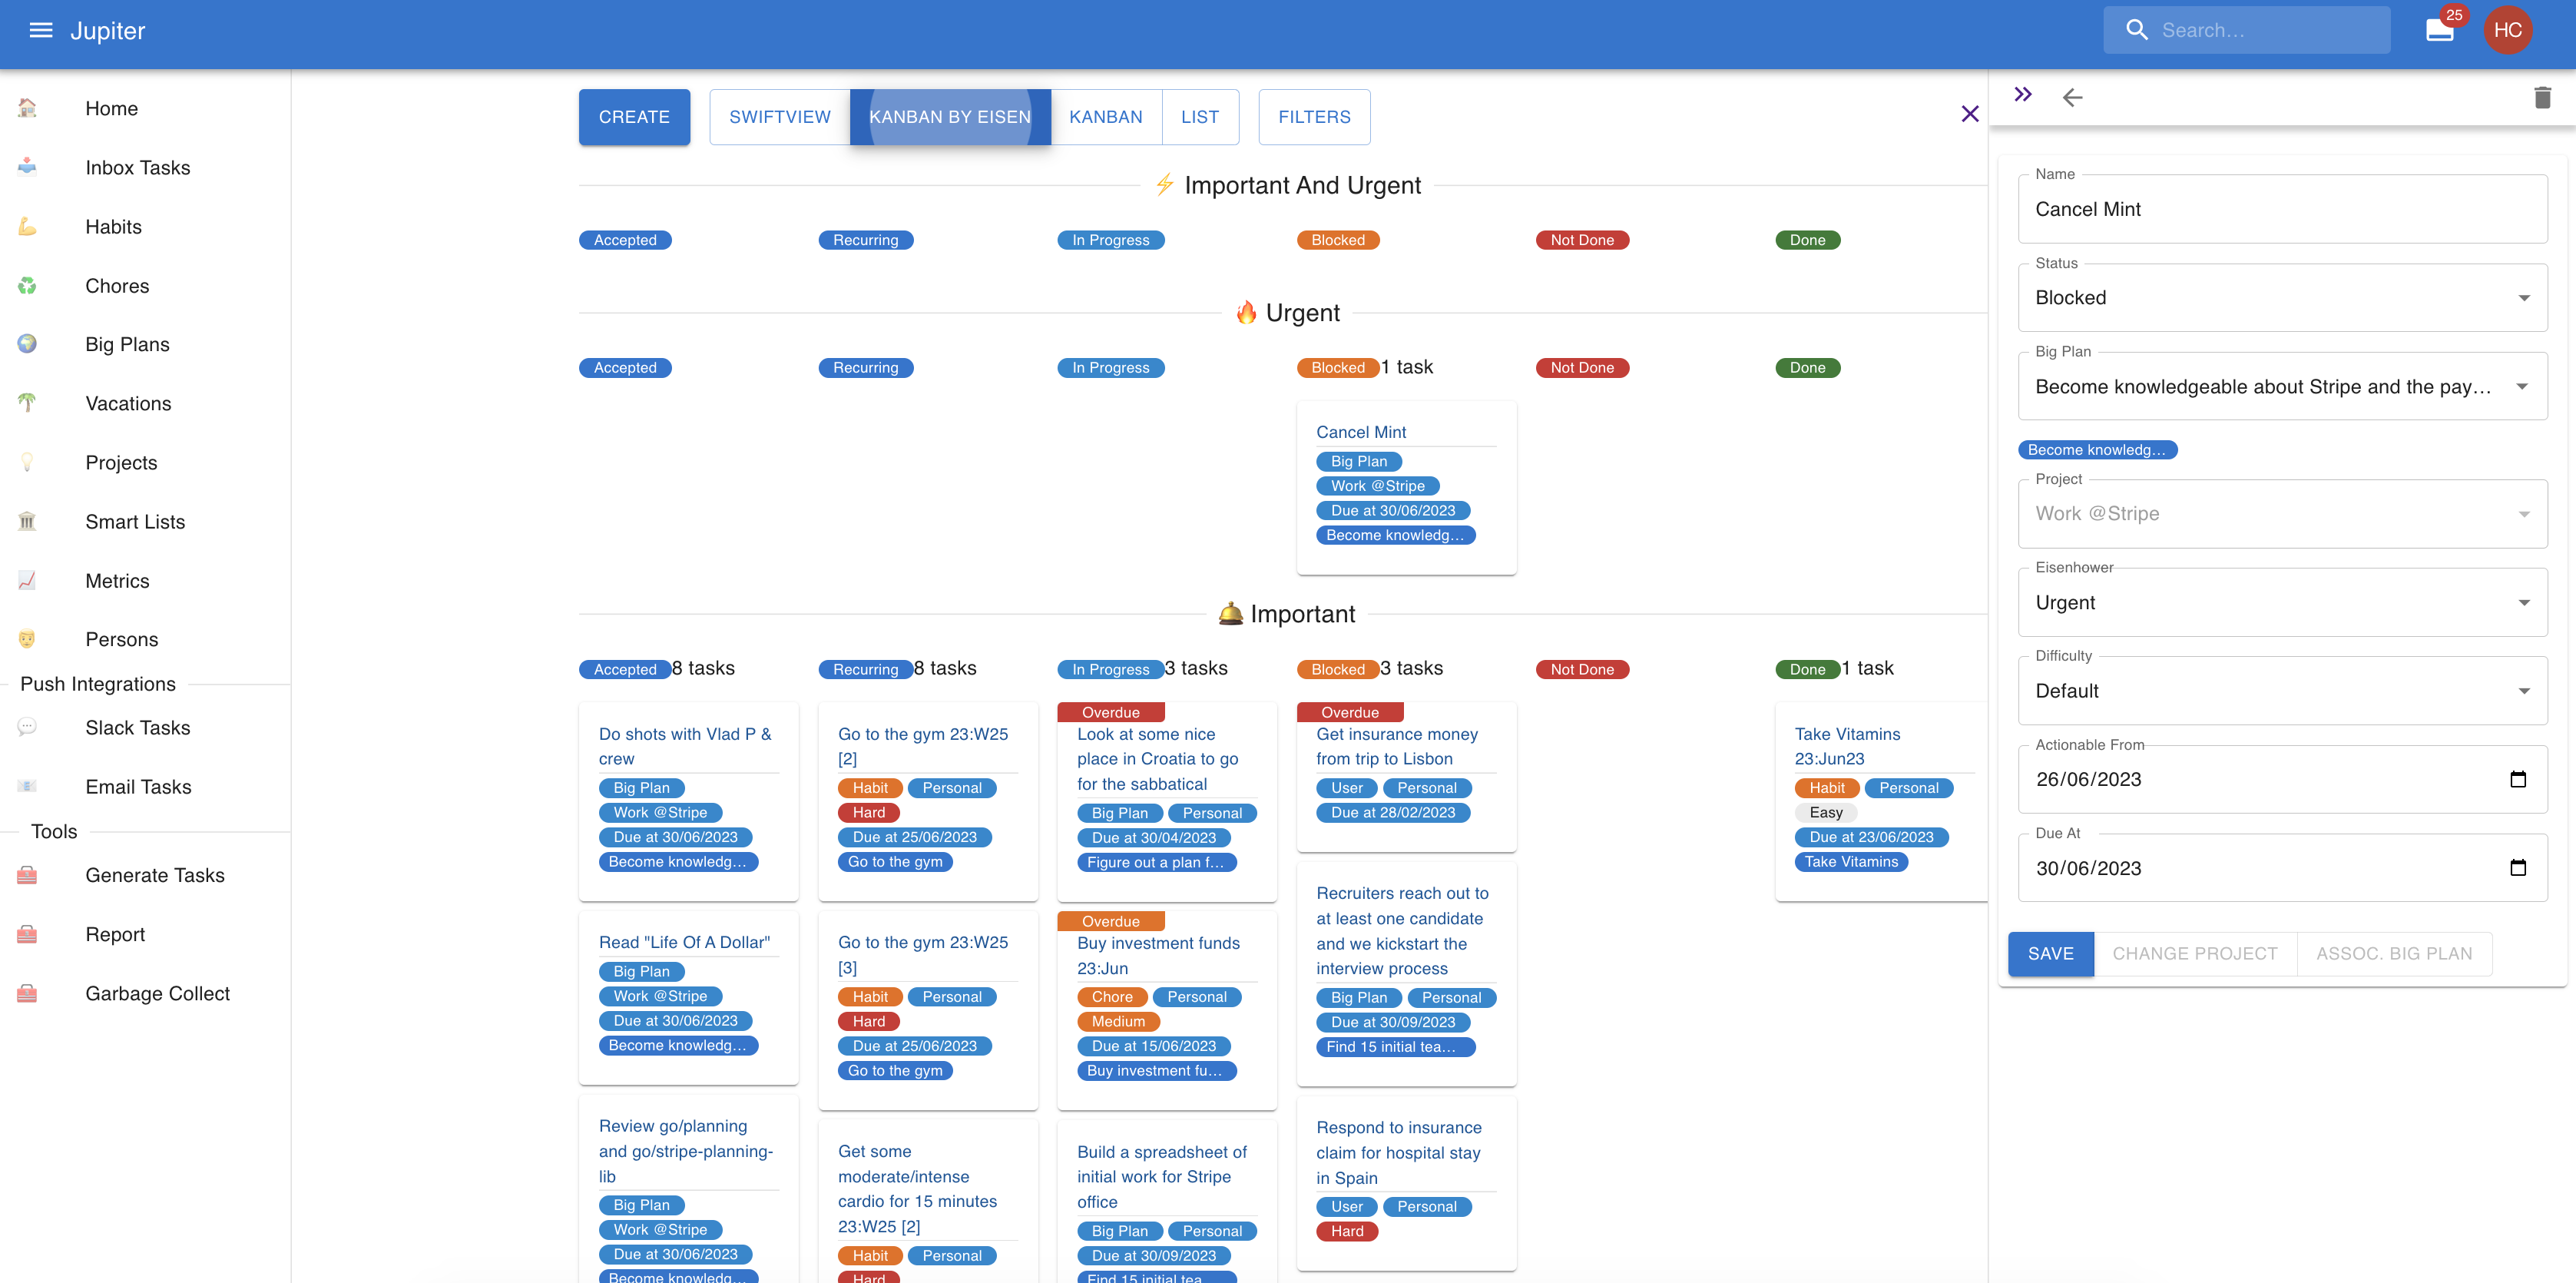 Jupiter
Search...
25
HC
Home
Inbox Tasks
Habits
Chores
Big Plans
Vacations
Projects
Smart Lists
Metrics
Persons
Push Integrations
Slack Tasks
Email Tasks
Tools
Generate Tasks
Report
Garbage Collect
CREATE
SWIFTVIEW
KANBAN BY EISEN
KANBAN
LIST
FILTERS
Important And Urgent
Accepted
Recurring
In Progress
Blocked
Not Done
Done
Urgent
Accepted
Recurring
In Progress
Blocked 1 task
Not Done
Done
Cancel Mint
Big Plan
Work @Stripe
Due at 30/06/2023
Become knowledg...
Important
Accepted 8 tasks
Recurring 8 tasks
In Progress 3 tasks
Blocked 3 tasks
Not Done
Done 1 task
Do shots with Vlad P &
crew
Big Plan
Work @Stripe
Due at 30/06/2023
Become knowledg...
Read "Life Of A Dollar"
Big Plan
Work @Stripe
Due at 30/06/2023
Become knowledg...
Review go/planning
and go/stripe-planning-
lib
Big Plan
Work @Stripe
Due at 30/06/2023
Become knowledg...
Go to the gym 23:W25
[2]
Habit Personal
Hard
Due at 25/06/2023
Go to the gym
Go to the gym 23:W25
[3]
Habit Personal
Hard
Due at 25/06/2023
Go to the gym
Get some
moderate/intense
cardio for 15 minutes
23:W25 [2]
Habit Personal
Hard
Overdue
Look at some nice
place in Croatia to go
for the sabbatical
Big Plan Personal
Due at 30/04/2023
Figure out a plan f...
Overdue
Buy investment funds
23:Jun
Chore Personal
Medium
Due at 15/06/2023
Buy investment fu...
Build a spreadsheet of
initial work for Stripe
office
Big Plan Personal
Due at 30/09/2023
Find 15 initial tea...
Overdue
Get insurance money
from trip to Lisbon
User Personal
Due at 28/02/2023
Recruiters reach out to
at least one candidate
and we kickstart the
interview process
Big Plan Personal
Due at 30/09/2023
Find 15 initial tea...
Respond to insurance
claim for hospital stay
in Spain
User Personal
Hard
Take Vitamins
23:Jun23
Habit Personal
Easy
Due at 23/06/2023
Take Vitamins
Name
Cancel Mint
Status
Blocked
Big Plan
Become knowledgeable about Stripe and the pay...
Become knowledg...
Project
Work @Stripe
Eisenhower
Urgent
Difficulty
Default
Actionable From
26/06/2023
Due At
30/06/2023
SAVE
CHANGE PROJECT
ASSOC. BIG PLAN